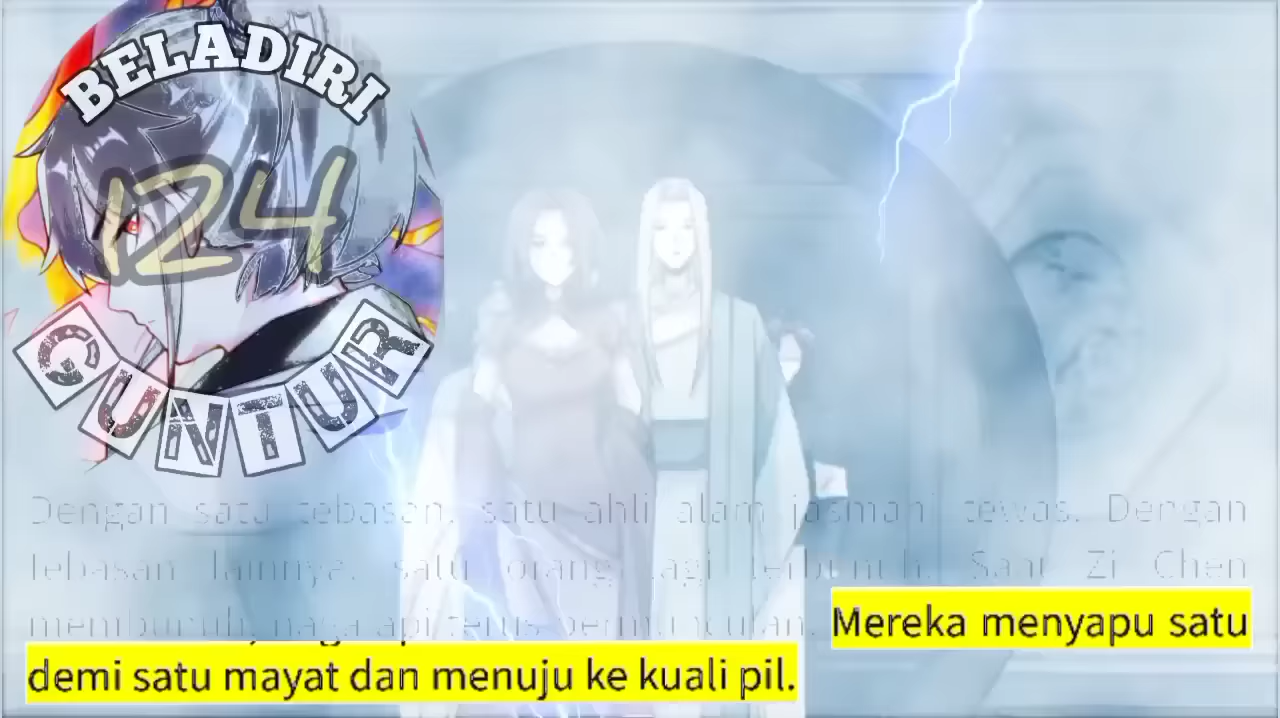 BELADIRI
124
GUNTUR
Dengan satu tebasan, satu ahli alam jasmani tewas. Dengan
tebasan lainnya, satu orang lagi terbunuh. Saat Zi Chen
membunuh, naga api terus bermunculan. Mereka menyapu satu
demi satu mayat dan menuju ke kuali pil.